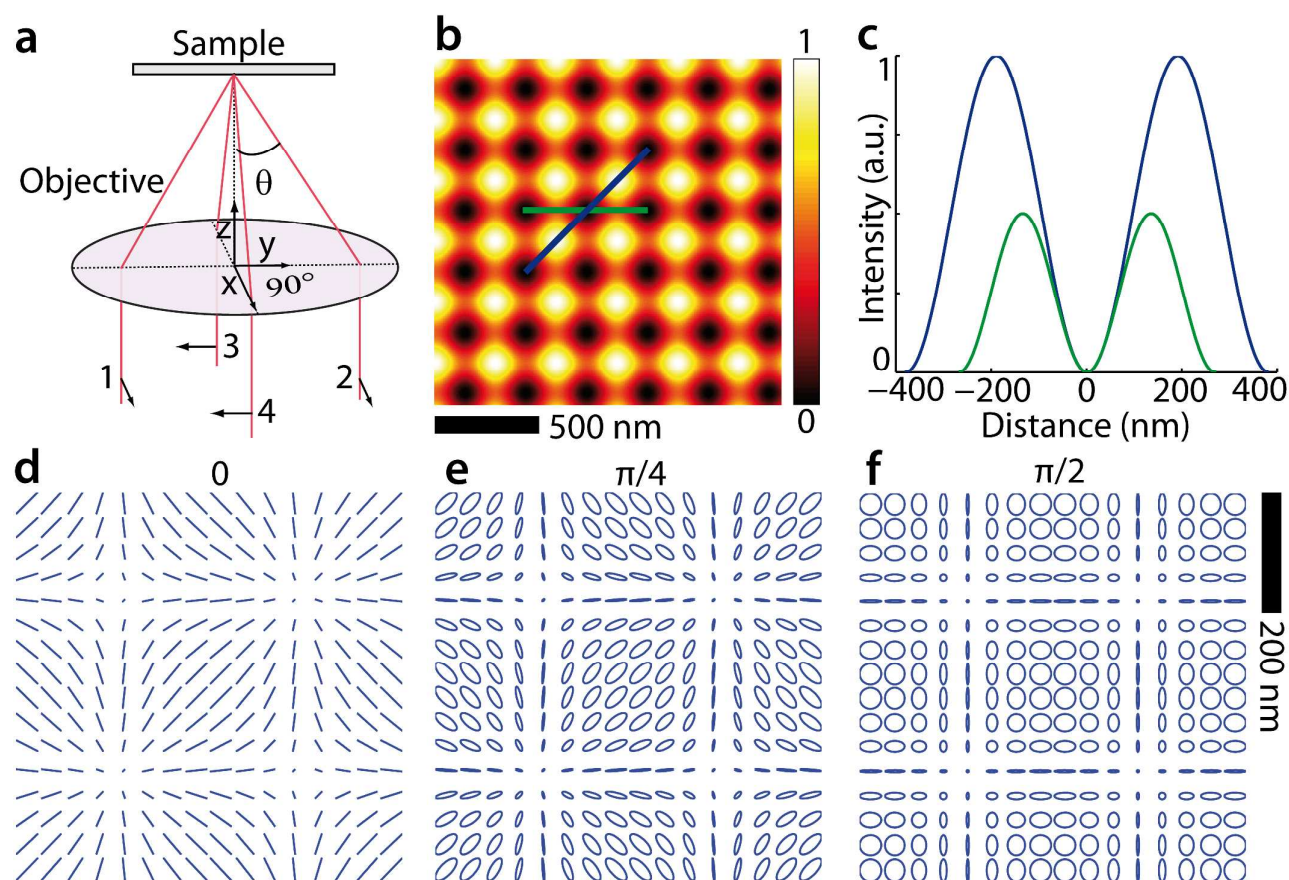 a
Sample
Objective
θ
z
y
x
90°
1
2
3
4
b
1
0
500 nm
c
Intensity (a.u.)
1
0
−400
−200
0
200
400
Distance (nm)
d
0
e
π/4
f
π/2
200 nm